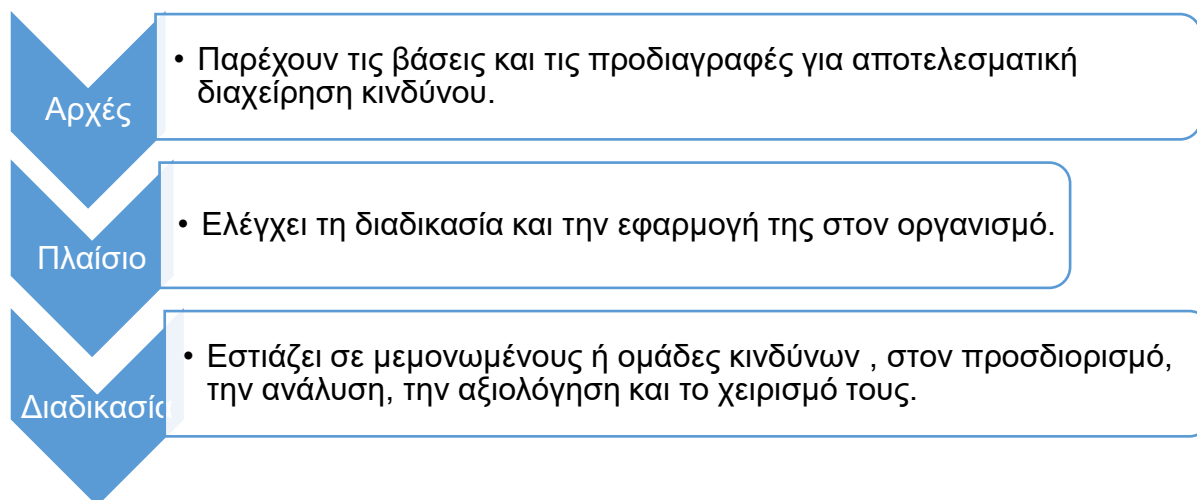 Αρχές
• Παρέχουν τις βάσεις και τις προδιαγραφές για αποτελεσματική
διαχείρηση κινδύνου.
Πλαίσιο
• Ελέγχει τη διαδικασία και την εφαρμογή της στον οργανισμό.
Διαδικασία
• Εστιάζει σε μεμονωμένους ή ομάδες κινδύνων , στον προσδιορισμό,
την ανάλυση, την αξιολόγηση και το χειρισμό τους.